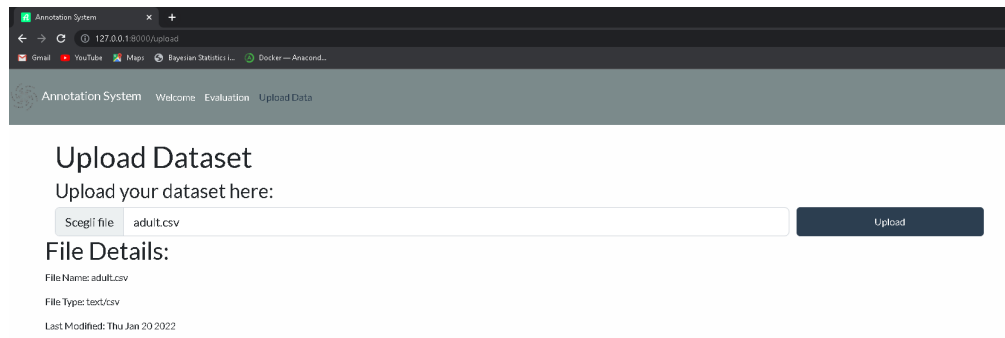 Annotation System × +
127.0.0.1:8000/upload
Gmail YouTube Maps Bayesian Statistics i... Docker — Anacond...
Annotation System Welcome Evaluation Upload Data
Upload Dataset
Upload your dataset here:
Scegli file adult.csv Upload
File Details:
File Name: adult.csv
File Type: text/csv
Last Modified: Thu Jan 20 2022